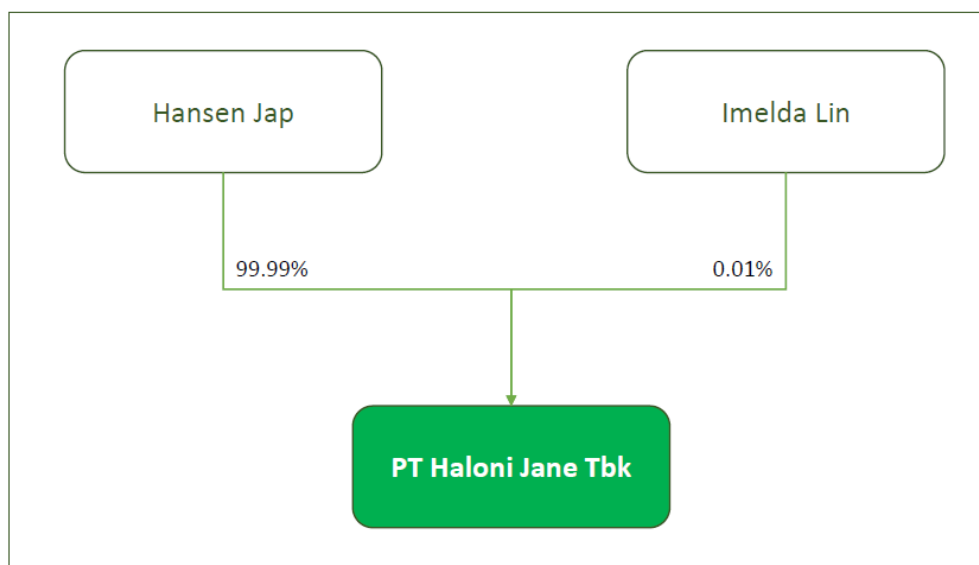 Hansen Jap
Imelda Lin
99.99%
0.01%
PT Haloni Jane Tbk